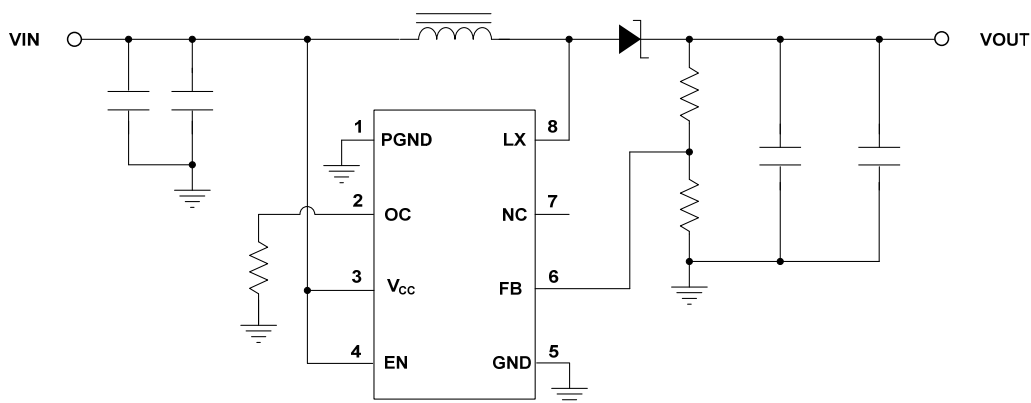 VIN
VOUT
1 PGND LX 8
2 OC NC 7
3 VCC FB 6
4 EN GND 5